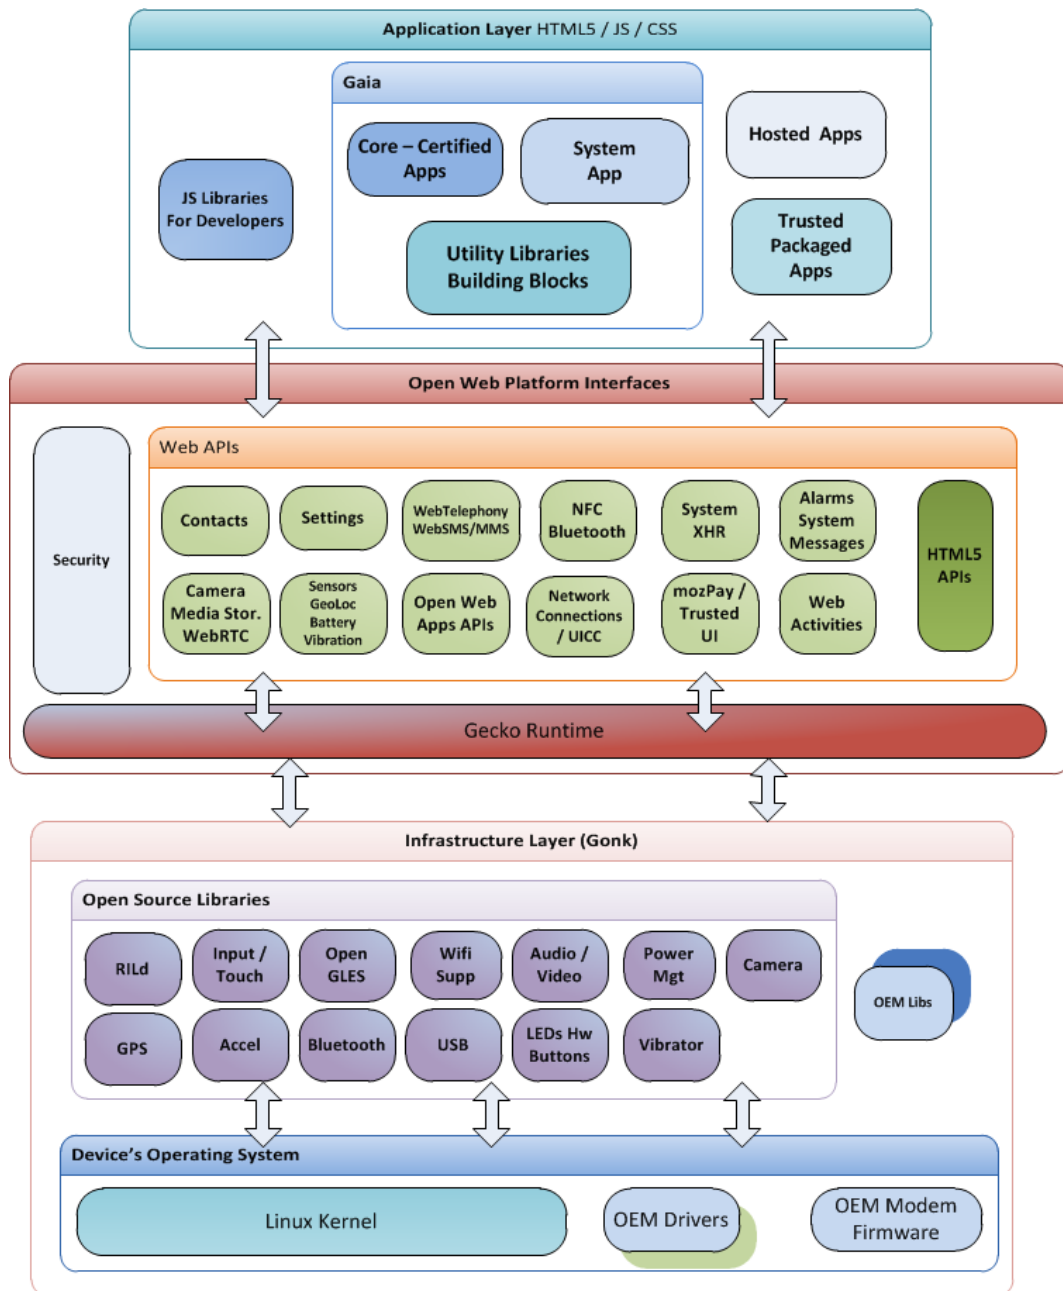 Application Layer HTML5 / JS / CSS
Gaia
Core – Certified
Apps
System
App
Hosted Apps
JS Libraries
For Developers
Utility Libraries
Building Blocks
Trusted
Packaged
Apps
Open Web Platform Interfaces
Security
Web APIs
Contacts
Settings
WebTelephony
WebSMS/MMS
NFC
Bluetooth
System
XHR
Alarms
System
Messages
HTML5
APIs
Camera
Media Stor.
WebRTC
Sensors
GeoLoc
Battery
Vibration
Open Web
Apps APIs
Network
Connections
/ UICC
mozPay /
Trusted
UI
Web
Activities
Gecko Runtime
Infrastructure Layer (Gonk)
Open Source Libraries
RILd
Input /
Touch
Open
GLES
Wifi
Supp
Audio /
Video
Power
Mgt
Camera
OEM Libs
GPS
Accel
Bluetooth
USB
LEDs Hw
Buttons
Vibrator
Device's Operating System
Linux Kernel
OEM Drivers
OEM Modem
Firmware